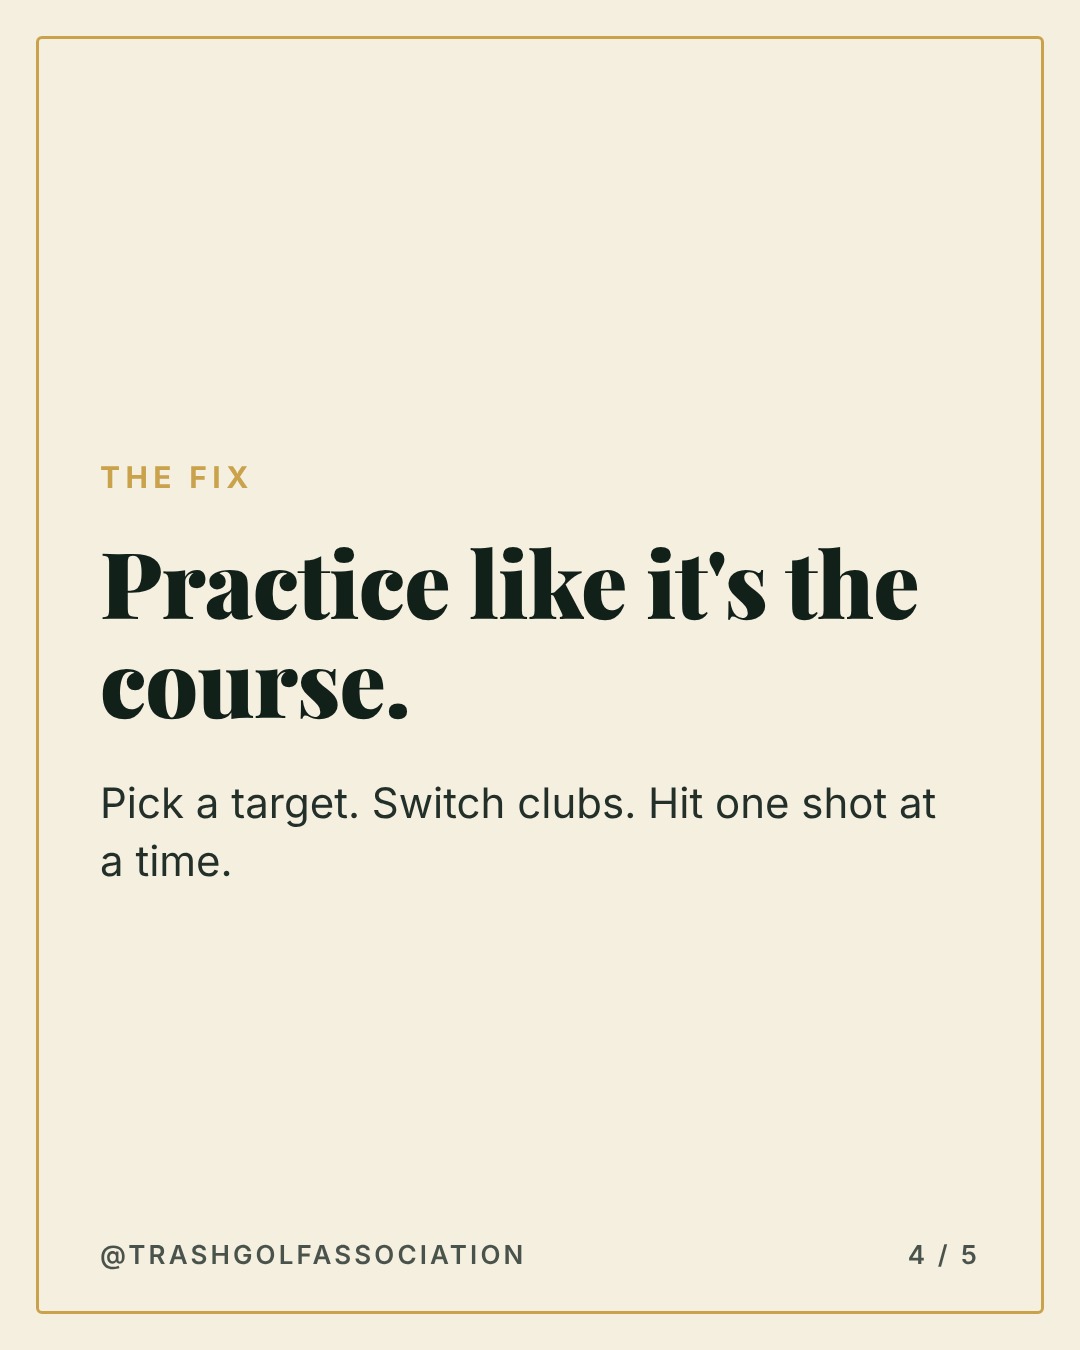 THE FIX
Practice like it's the
course.
Pick a target. Switch clubs. Hit one shot at
a time.
@TRASHGOLFASSOCIATION
4 / 5